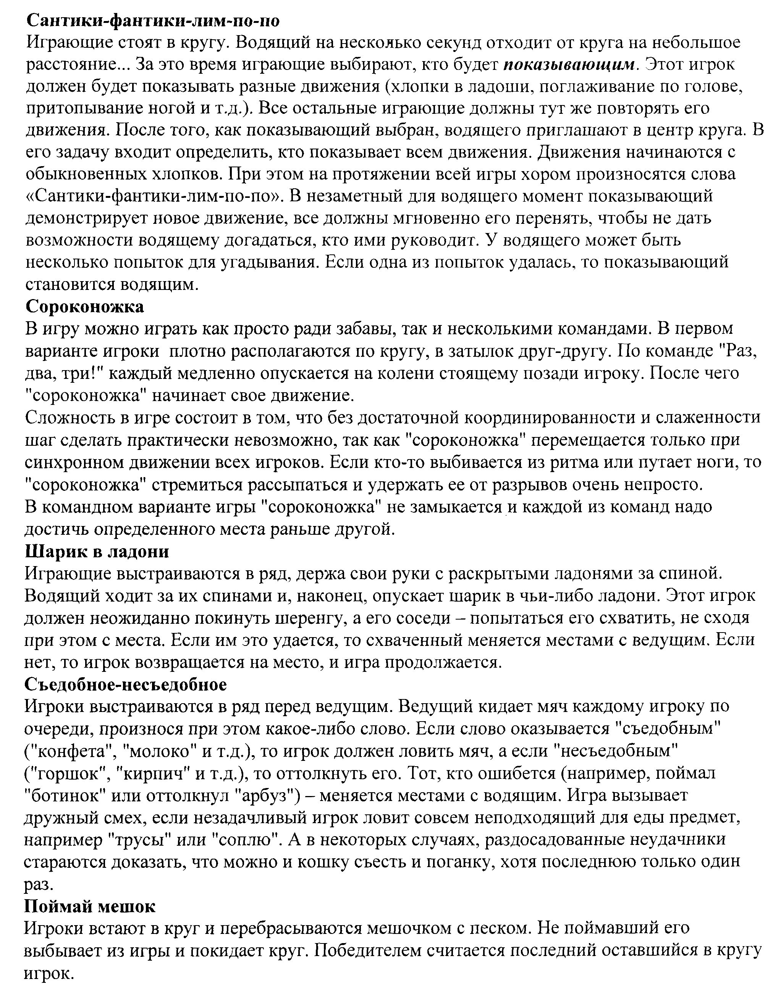 Сантики-фантики-лим-по-по
Играющие стоят в кругу. Водящий на несколько секунд отходит от круга на небольшое
расстояние... За это время играющие выбирают, кто будет показывающим. Этот игрок
должен будет показывать разные движения (хлопки в ладоши, поглаживание по голове,
притопывание ногой и т.д.). Все остальные играющие должны тут же повторять его
движения. После того, как показывающий выбран, водящего приглашают в центр круга. В
его задачу входит определить, кто показывает всем движения. Движения начинаются с
обыкновенных хлопков. При этом на протяжении всей игры хором произносятся слова
«Сантики-фантики-лим-по-по». В незаметный для водящего момент показывающий
демонстрирует новое движение, все должны мгновенно его перенять, чтобы не дать
возможности водящему догадаться, кто ими руководит. У водящего может быть
несколько попыток для угадывания. Если одна из попыток удалась, то показывающий
становится водящим.
Сороконожка
В игру можно играть как просто ради забавы, так и несколькими командами. В первом
варианте игроки  плотно располагаются по кругу, в затылок друг-другу. По команде "Раз,
два, три!" каждый медленно опускается на колени стоящему позади игроку. После чего
"сороконожка" начинает свое движение.
Сложность в игре состоит в том, что без достаточной координированности и слаженности
шаг сделать практически невозможно, так как "сороконожка" перемещается только при
синхронном движении всех игроков. Если кто-то выбивается из ритма или путает ноги, то
"сороконожка" стремиться рассыпаться и удержать ее от разрывов очень непросто.
В командном варианте игры "сороконожка" не замыкается и каждой из команд надо
достичь определенного места раньше другой.
Шарик в ладони
Играющие выстраиваются в ряд, держа свои руки с раскрытыми ладонями за спиной.
Водящий ходит за их спинами и, наконец, опускает шарик в чьи-либо ладони. Этот игрок
должен неожиданно покинуть шеренгу, а его соседи – попытаться его схватить, не сходя
при этом с места. Если им это удается, то схваченный меняется местами с ведущим. Если
нет, то игрок возвращается на место, и игра продолжается.
Съедобное-несъедобное
Игроки выстраиваются в ряд перед ведущим. Ведущий кидает мяч каждому игроку по
очереди, произнося при этом какое-либо слово. Если слово оказывается "съедобным"
("конфета", "молоко" и т.д.), то игрок должен ловить мяч, а если "несъедобным"
("горшок", "кирпич" и т.д.), то оттолкнуть его. Тот, кто ошибется (например, поймал
"ботинок" или оттолкнул "арбуз") – меняется местами с водящим. Игра вызывает
дружный смех, если незадачливый игрок ловит совсем неподходящий для еды предмет,
например "трусы" или "соплю". А в некоторых случаях, раздосадованные неудачники
стараются доказать, что можно и кошку съесть и поганку, хотя последнюю только один
раз.
Поймай мешок
Игроки встают в круг и перебрасываются мешочком с песком. Не поймавший его
выбывает из игры и покидает круг. Победителем считается последний оставшийся в кругу
игрок.